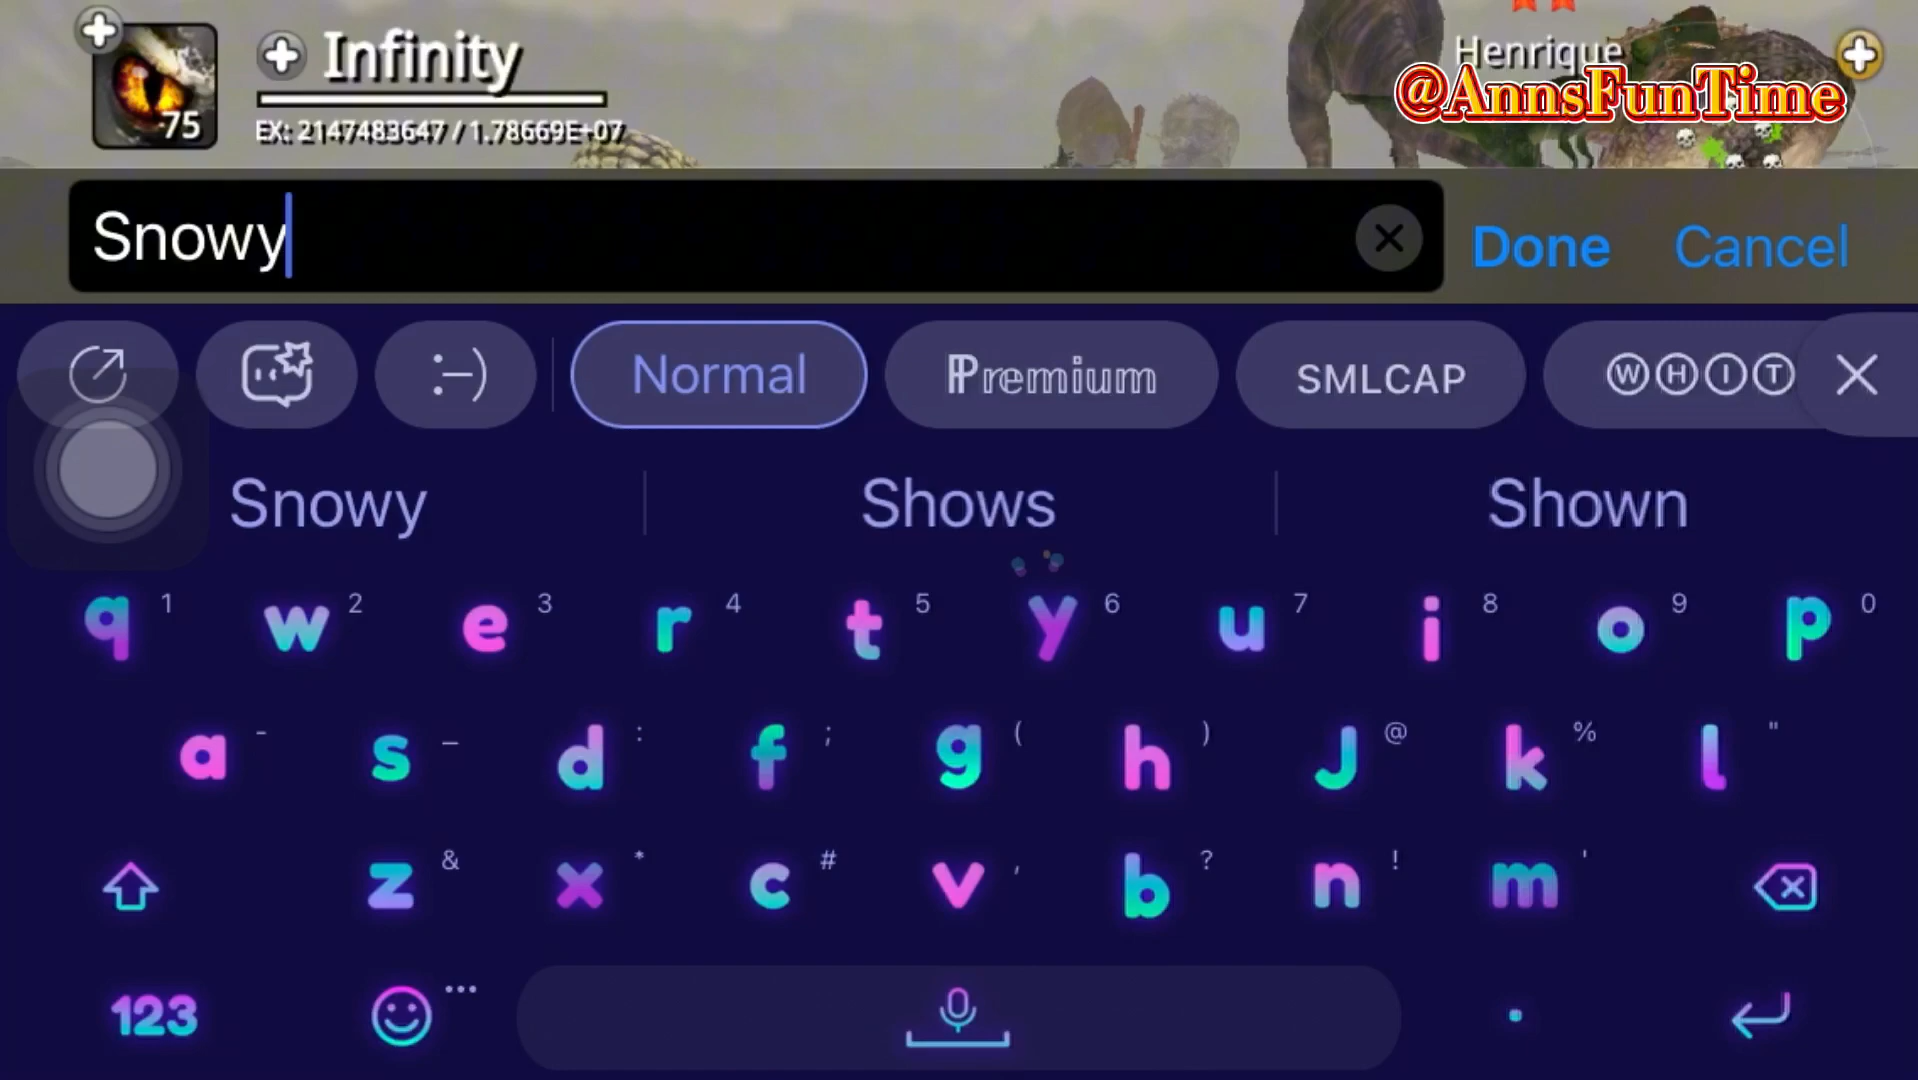 Infinity
Henrique
@AnnsFunTime
75
EX: 2147483647 / 1.78669E+07
Snowy
Done
Cancel
:-)
Normal
ℙremium
SMLCAP
ⓌⒽⒾⓉ
Snowy
Shows
Shown
q 1 w 2 e 3 r 4 t 5 y 6 u 7 i 8 o 9 p 0
a - s _ d : f ; g ( h ) J @ k % l "
z & x * c # v , b ? n ! m '
123 ... .